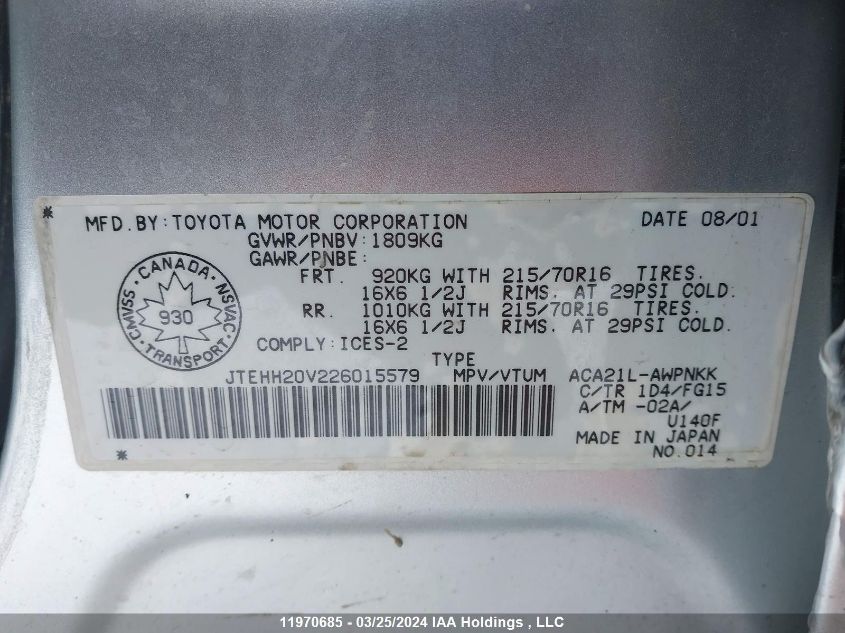 MFD. BY: TOYOTA MOTOR CORPORATION DATE 08/01
GVWR/PNBV: 1809KG
GAWR/PNBE:
FRT. 920KG WITH 215/70R16 TIRES.
16X6 1/2J RIMS. AT 29PSI COLD.
RR. 1010KG WITH 215/70R16 TIRES.
16X6 1/2J RIMS. AT 29PSI COLD.
CANADA
CMVSS NSVAC
930
TRANSPORT
COMPLY: ICES-2
TYPE
JTEHH20V226015579 MPV/VTUM ACA21L-AWPNKK
C/TR 1D4/FG15
A/TM -02A/
U140F
MADE IN JAPAN
NO.014
11970685 - 03/25/2024 IAA Holdings , LLC